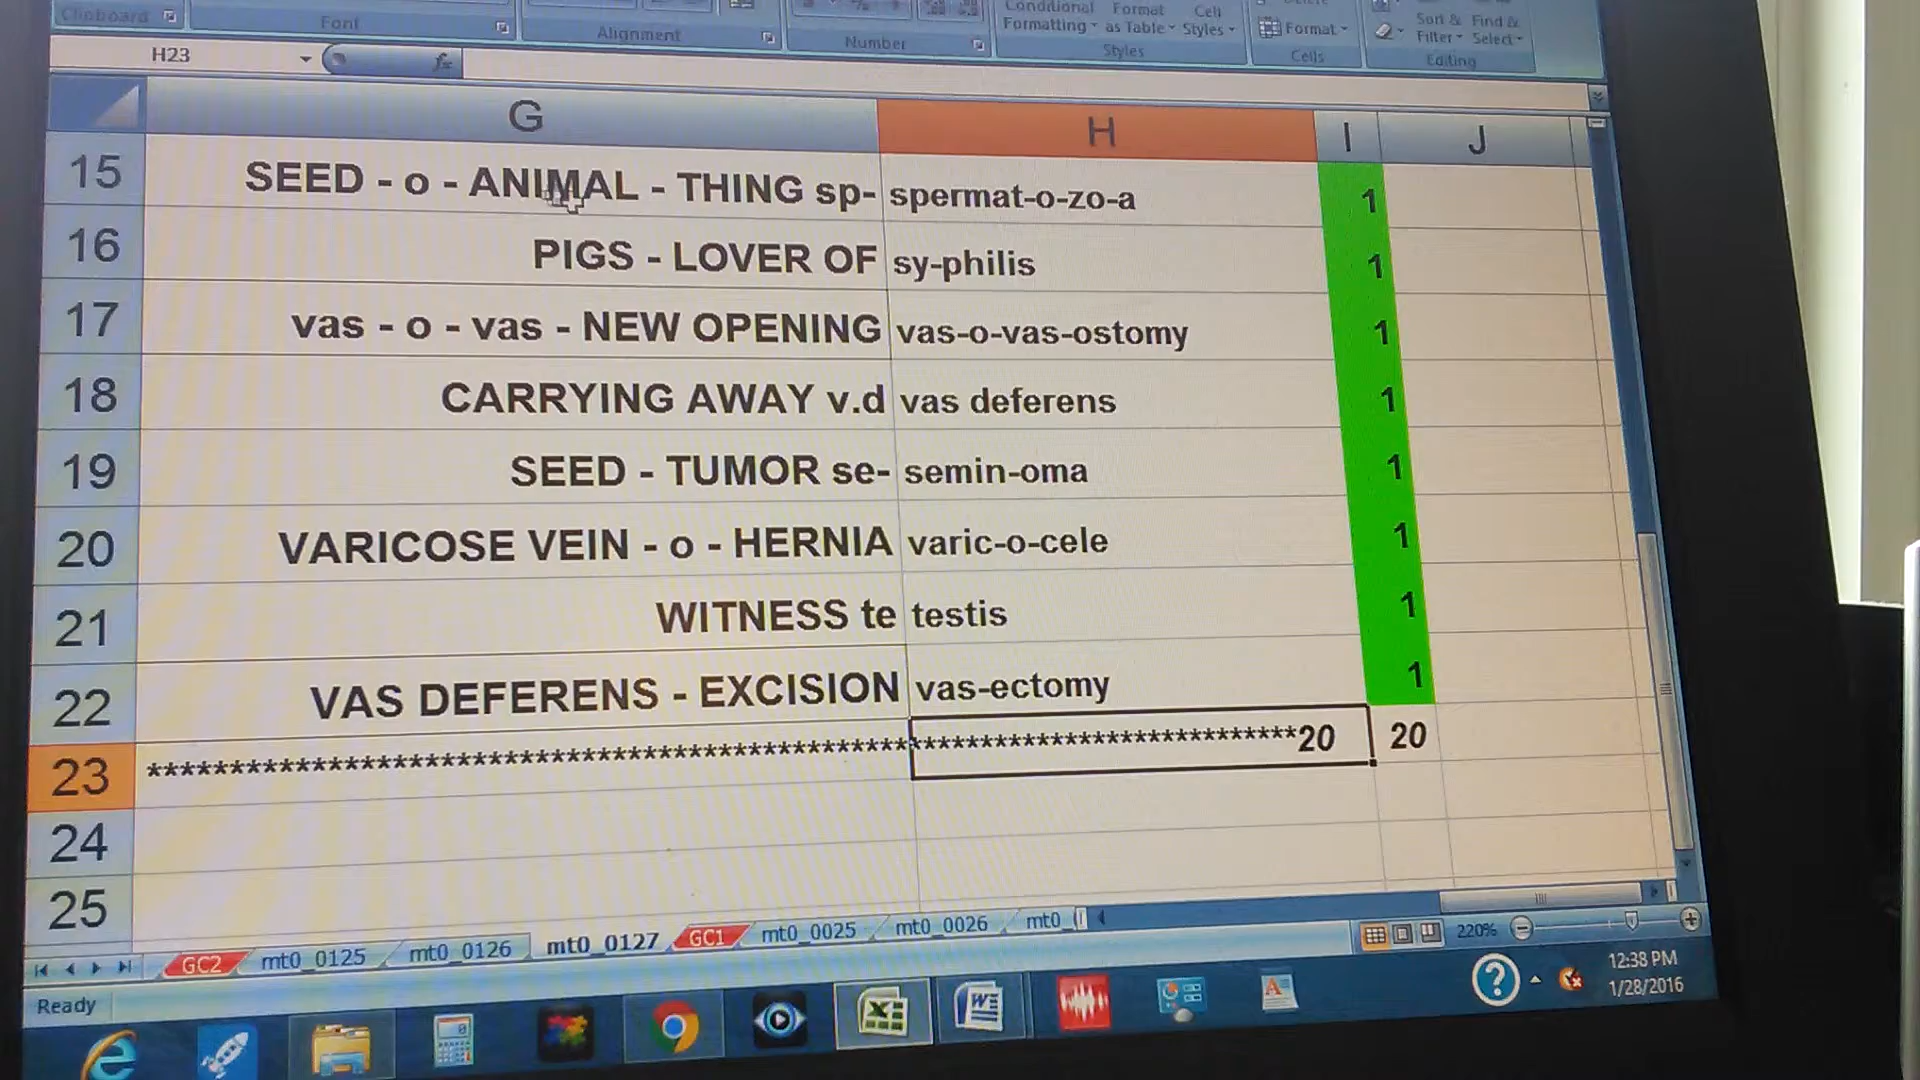 Clipboard Font Alignment Number Conditional Formatting Format as Table Cell Styles Styles Format Cells Sort & Filter Find & Select Editing
H23 fx
G H I J
15 SEED - o - ANIMAL - THING sp- spermat-o-zo-a 1
16 PIGS - LOVER OF sy-philis 1
17 vas - o - vas - NEW OPENING vas-o-vas-ostomy 1
18 CARRYING AWAY v.d vas deferens 1
19 SEED - TUMOR se- semin-oma 1
20 VARICOSE VEIN - o - HERNIA varic-o-cele 1
21 WITNESS te testis 1
22 VAS DEFERENS - EXCISION vas-ectomy 1
23 ****************************************************************************************20 20
24
25
GC2 mt0_0125 mt0_0126 mt0_0127 GC1 mt0_0025 mt0_0026 mt0_
Ready 220%
12:38 PM
1/28/2016